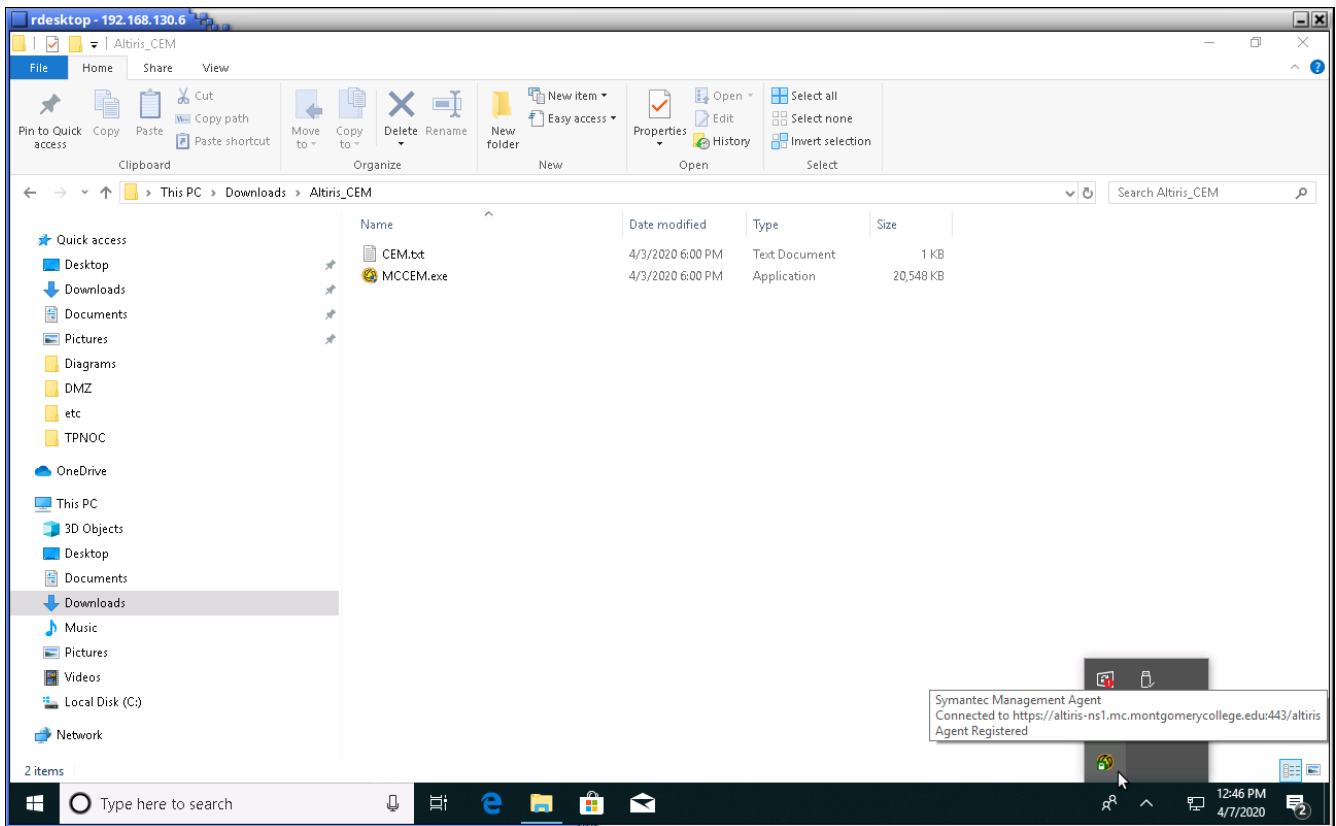 rdesktop - 192.168.130.6
Altiris_CEM
File Home Share View
Pin to Quick access
Copy
Paste
Cut
Copy path
Paste shortcut
Move to
Copy to
Delete
Rename
New folder
New item
Easy access
Properties
Open
Edit
History
Select all
Select none
Invert selection
Clipboard Organize New Open Select
This PC > Downloads > Altiris_CEM
Search Altiris_CEM
Name Date modified Type Size
CEM.txt 4/3/2020 6:00 PM Text Document 1 KB
MCCEM.exe 4/3/2020 6:00 PM Application 20,548 KB
Quick access
Desktop
Downloads
Documents
Pictures
Diagrams
DMZ
etc
TPNOC
OneDrive
This PC
3D Objects
Desktop
Documents
Downloads
Music
Pictures
Videos
Local Disk (C:)
Network
Symantec Management Agent
Connected to https://altiris-ns1.mc.montgomerycollege.edu:443/altiris
Agent Registered
2 items
Type here to search
12:46 PM
4/7/2020
2